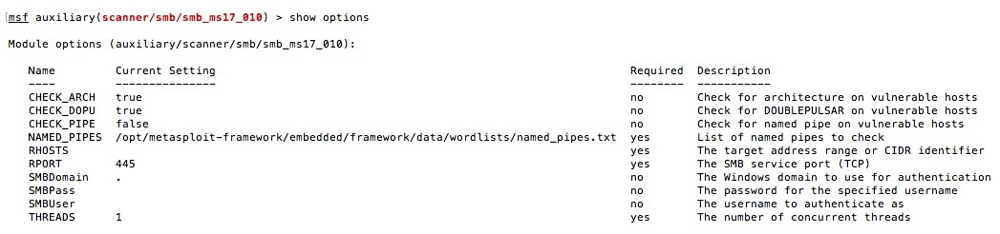 msf auxiliary(scanner/smb/smb_ms17_010) > show options
Module options (auxiliary/scanner/smb/smb_ms17_010):
Name Current Setting Required Description
---- --------------- -------- -----------
CHECK_ARCH true no Check for architecture on vulnerable hosts
CHECK_DOPU true no Check for DOUBLEPULSAR on vulnerable hosts
CHECK_PIPE false no Check for named pipe on vulnerable hosts
NAMED_PIPES /opt/metasploit-framework/embedded/framework/data/wordlists/named_pipes.txt yes List of named pipes to check
RHOSTS yes The target address range or CIDR identifier
RPORT 445 yes The SMB service port (TCP)
SMBDomain . no The Windows domain to use for authentication
SMBPass no The password for the specified username
SMBUser no The username to authenticate as
THREADS 1 yes The number of concurrent threads